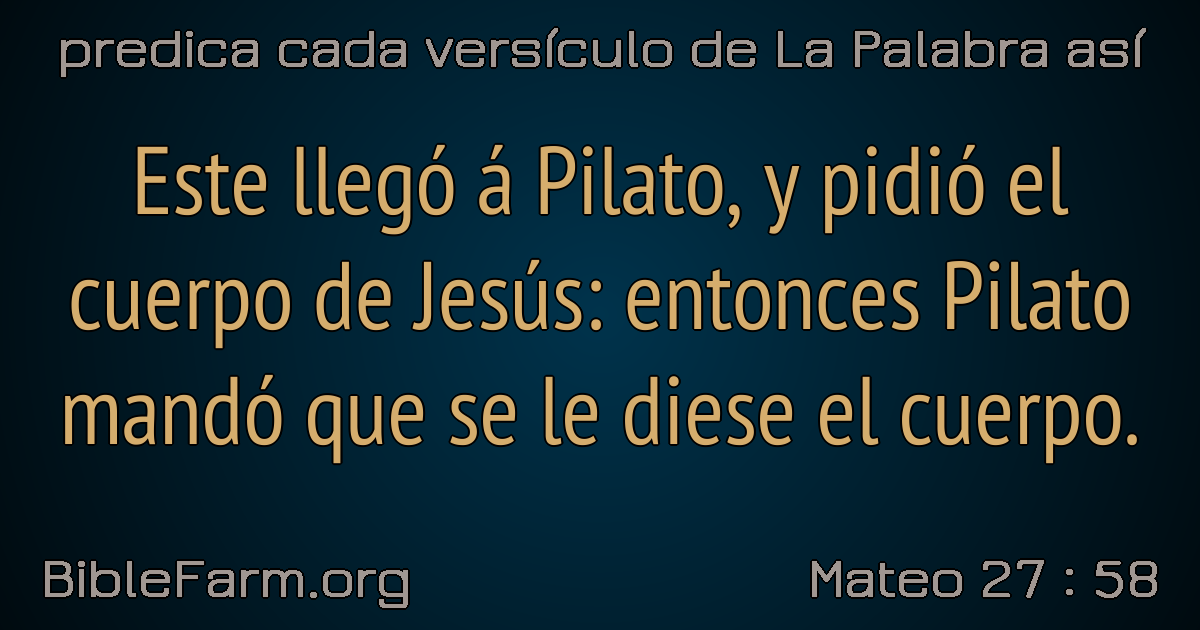 predica cada versículo de La Palabra así
Este llegó á Pilato, y pidió el
cuerpo de Jesús: entonces Pilato
mandó que se le diese el cuerpo.
BibleFarm.org
Mateo 27 : 58